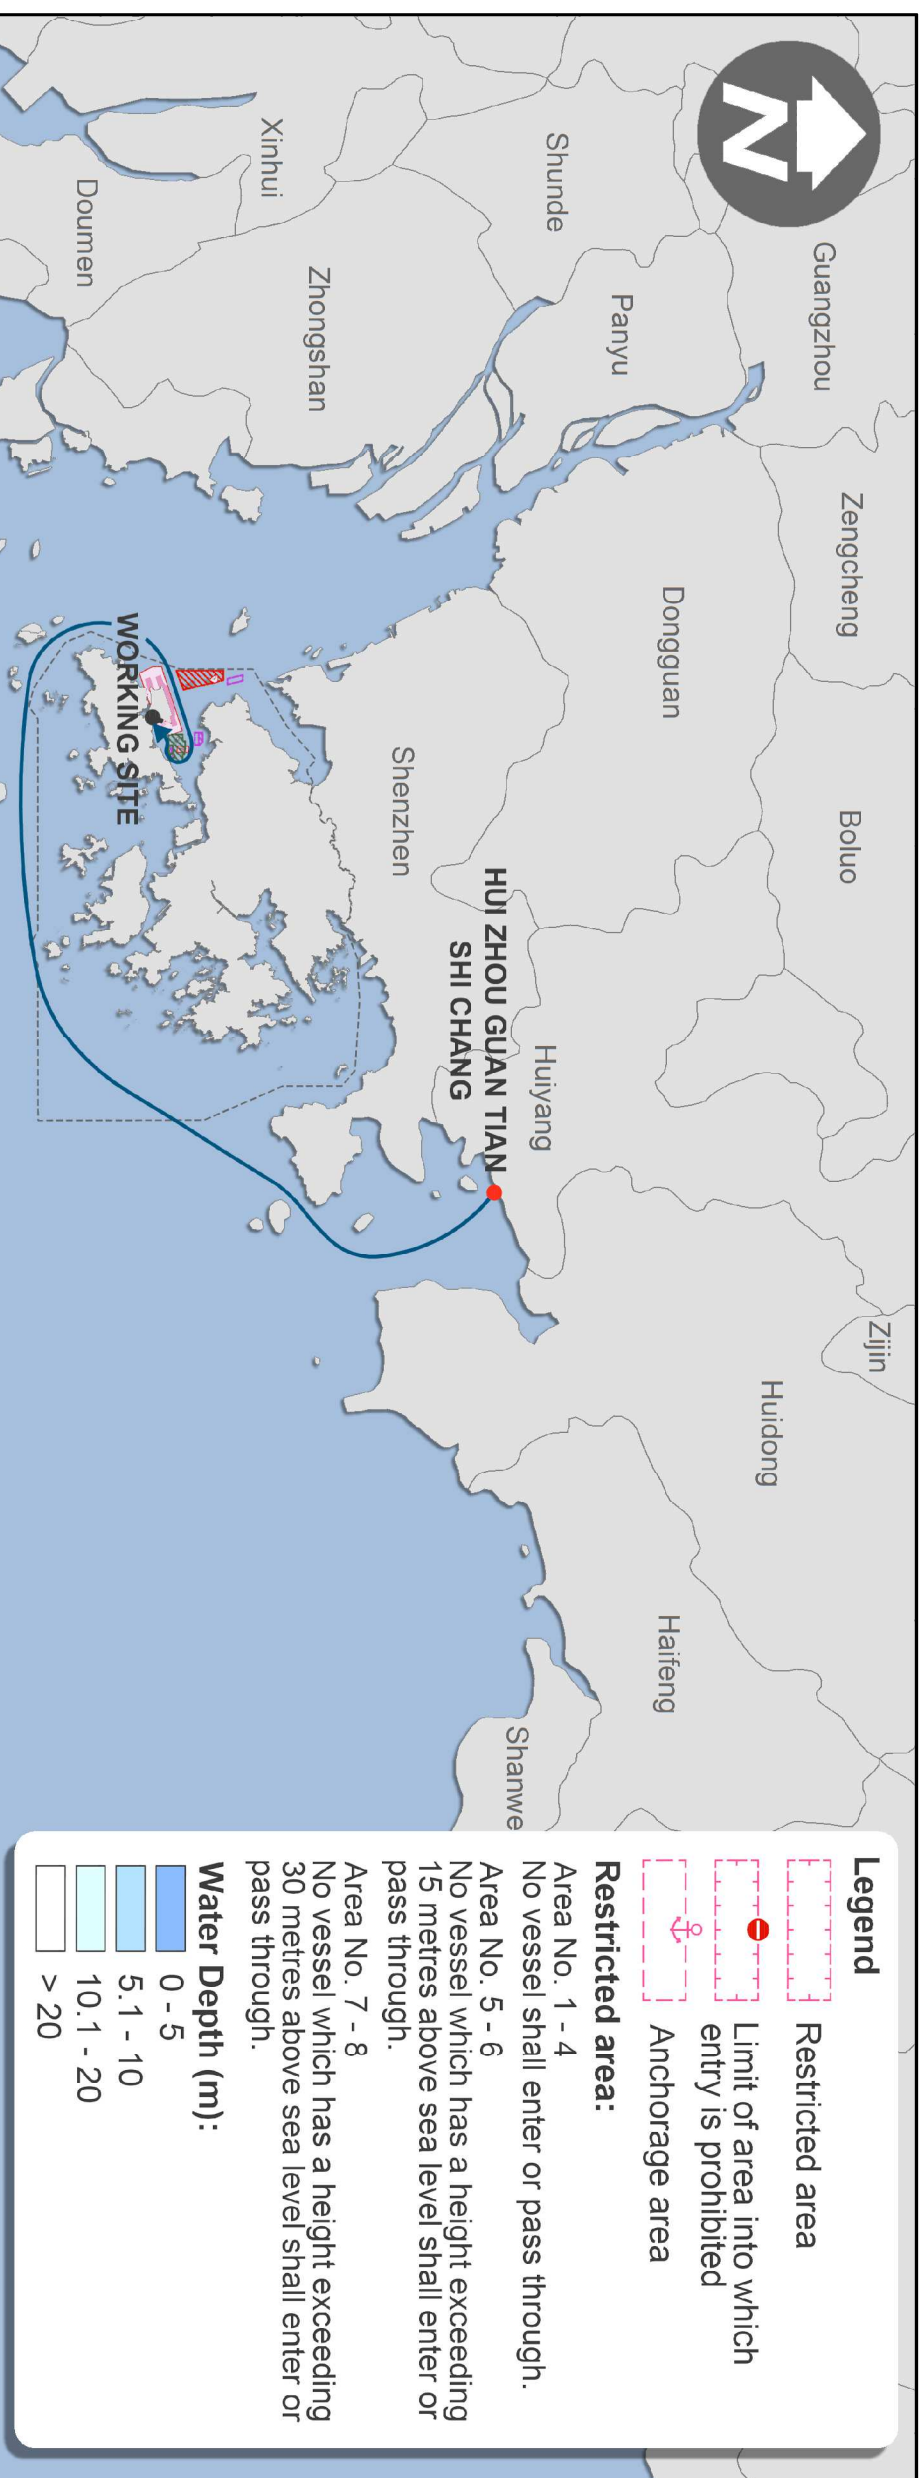 N
Guangzhou
Zengcheng
Boluo
Zijin
Huidong
Shunde
Panyu
Dongguan
Haifeng
Xinhui
Zhongshan
Shenzhen
Huiyang
Shanwe
Doumen
HUI ZHOU GUAN TIAN
SHI CHANG
WORKING SITE
Legend
Restricted area
Limit of area into which
entry is prohibited
Anchorage area
Restricted area:
Area No. 1 - 4
No vessel shall enter or pass through.
Area No. 5 - 6
No vessel which has a height exceeding
15 metres above sea level shall enter or
pass through.
Area No. 7 - 8
No vessel which has a height exceeding
30 metres above sea level shall enter or
pass through.
Water Depth (m):
0 - 5
5.1 - 10
10.1 - 20
> 20